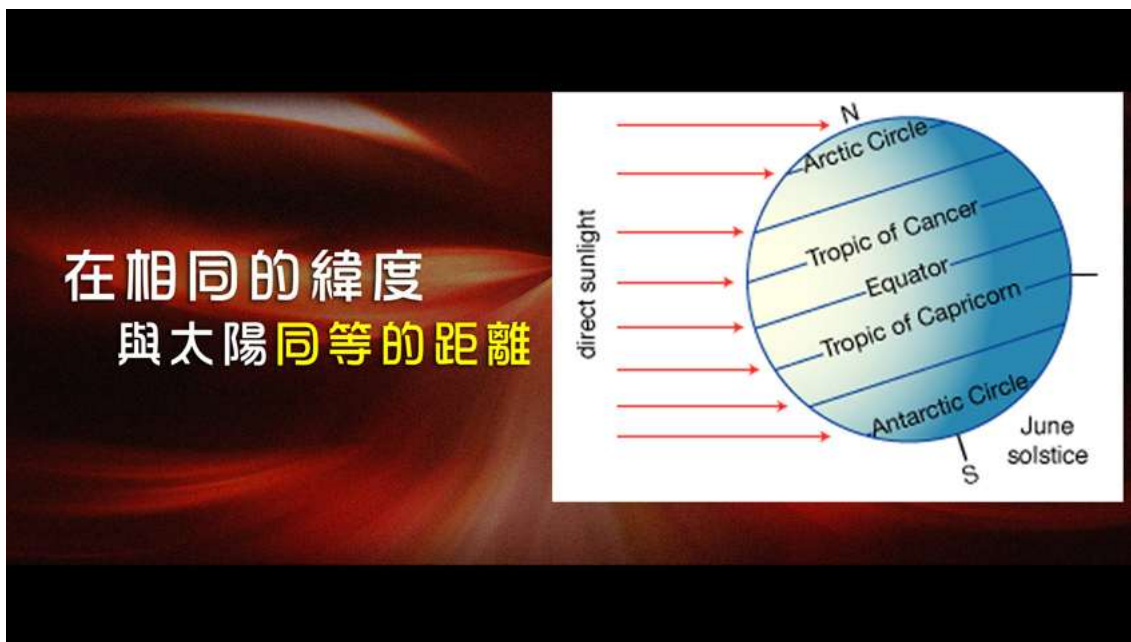 在相同的緯度
與太陽同等的距離
direct sunlight
N
Arctic Circle
Tropic of Cancer
Equator
Tropic of Capricorn
Antarctic Circle
S
June
solstice